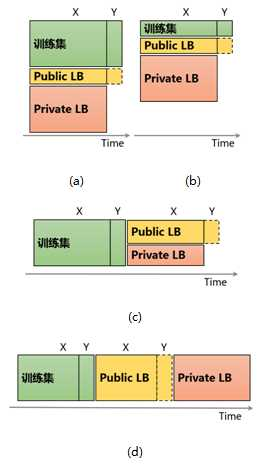 X Y X Y
训练集 训练集
Public LB Public LB
Private LB Private LB
Time Time
(a) (b)
X Y X Y
训练集 Public LB
Private LB
Time
(c)
X Y X Y
训练集 Public LB Private LB
Time
(d)